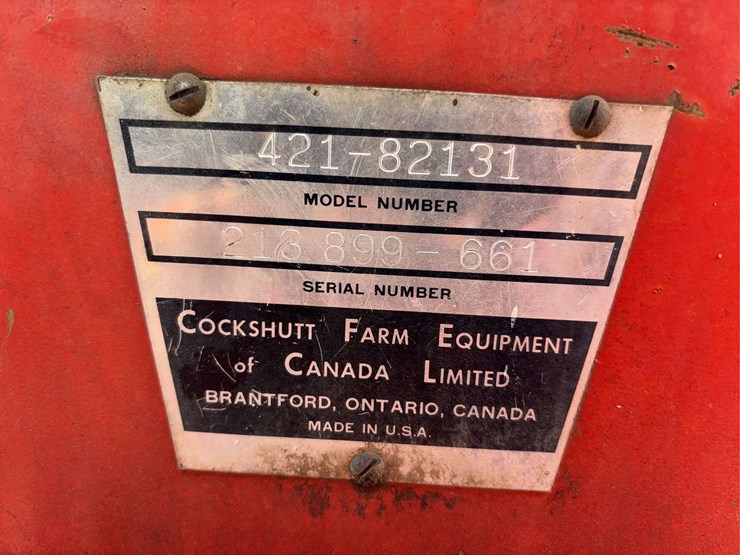 421-82131
MODEL NUMBER
213 899-661
SERIAL NUMBER
COCKSHUTT FARM EQUIPMENT
of CANADA LIMITED
BRANTFORD, ONTARIO, CANADA
MADE IN U.S.A.